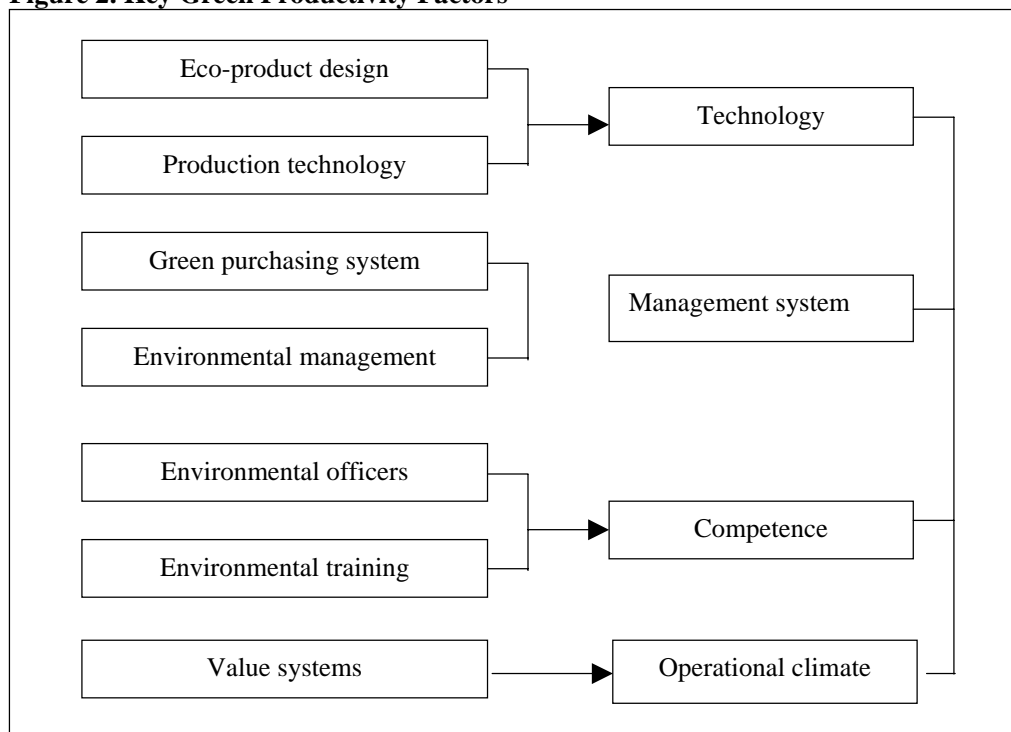 Figure 2. Key Green Productivity Factors
Eco-product design
Technology
Production technology
Green purchasing system
Management system
Environmental management
Environmental officers
Competence
Environmental training
Value systems
Operational climate